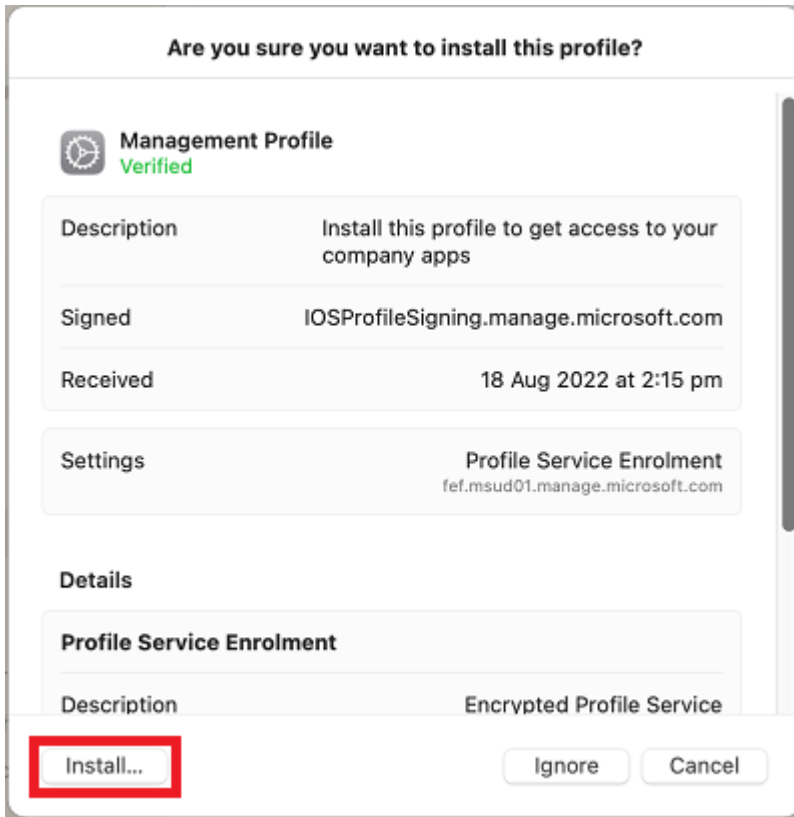 Are you sure you want to install this profile?
Management Profile
Verified
Description
Install this profile to get access to your
company apps
Signed
IOSProfileSigning.manage.microsoft.com
Received
18 Aug 2022 at 2:15 pm
Settings
Profile Service Enrolment
fef.msud01.manage.microsoft.com
Details
Profile Service Enrolment
Description
Encrypted Profile Service
Install...
Ignore
Cancel